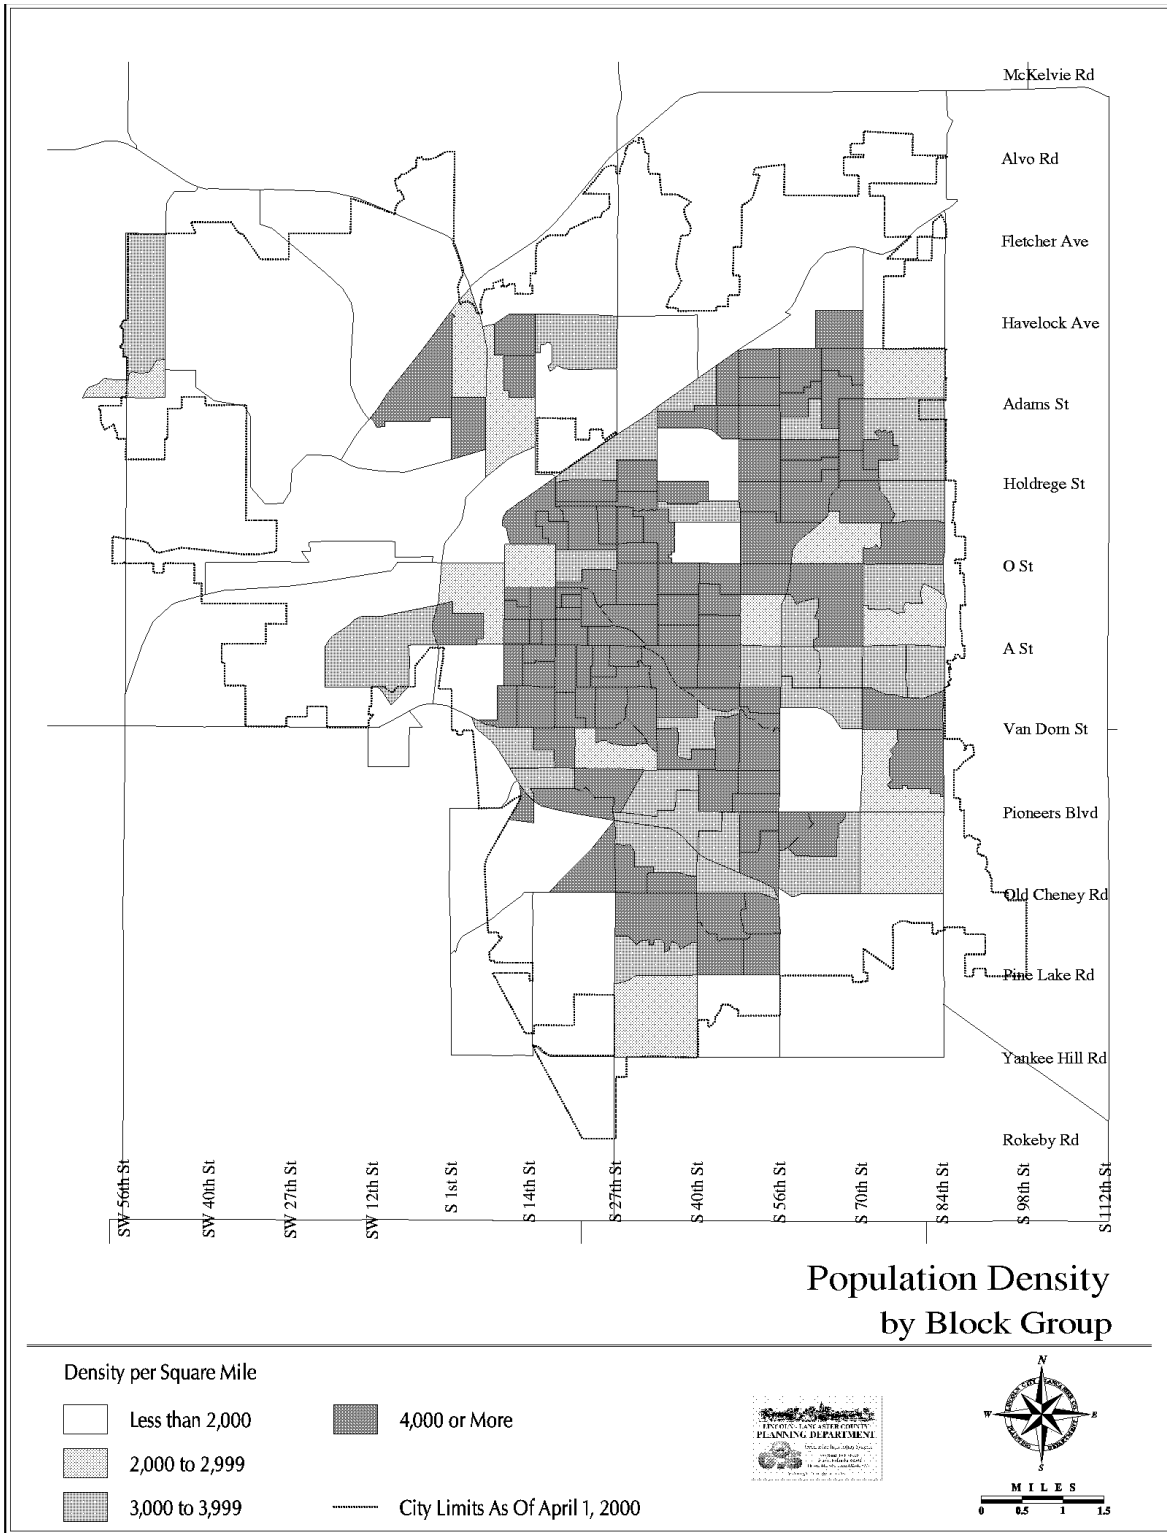 McKelvie Rd
Alvo Rd
Fletcher Ave
Havelock Ave
Adams St
Holdrege St
O St
A St
Van Dorn St
Pioneers Blvd
Old Cheney Rd
Pine Lake Rd
Yankee Hill Rd
Rokeby Rd
SW 56th St
SW 40th St
SW 27th St
SW 12th St
S 1st St
S 14th St
S 27th St
S 40th St
S 56th St
S 70th St
S 84th St
S 98th St
S 112th St
Population Density
by Block Group
Density per Square Mile
Less than 2,000
4,000 or More
2,000 to 2,999
3,000 to 3,999
City Limits As Of April 1, 2000
LINCOLN - LANCASTER COUNTY
PLANNING DEPARTMENT
N
W
E
S
MILES
0 0.5 1 1.5